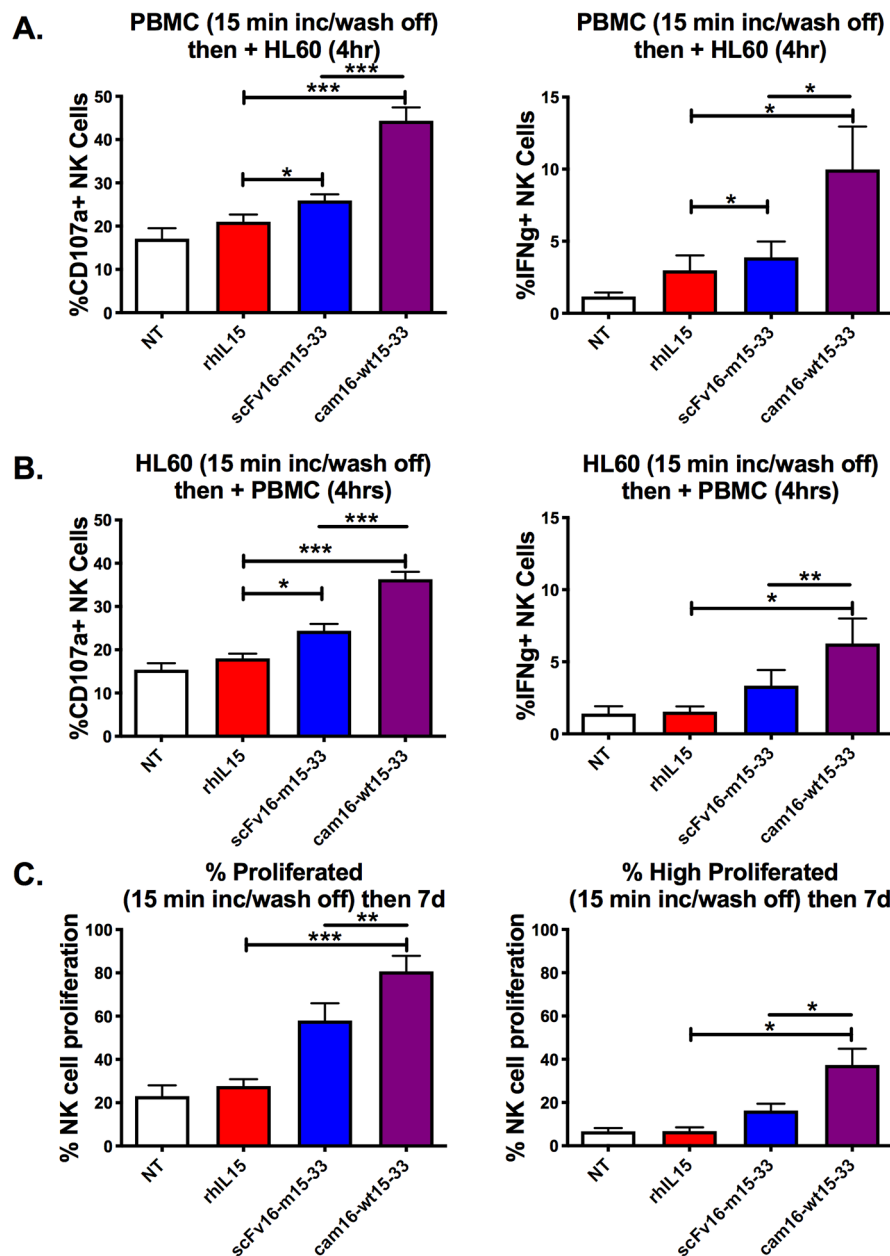 A.
PBMC (15 min inc/wash off)
then + HL60 (4hr)
***
***
*
%CD107a+ NK Cells
50
40
30
20
10
0
NT
rhIL15
scFv16-m15-33
cam16-wt15-33
PBMC (15 min inc/wash off)
then + HL60 (4hr)
*
*
*
%IFNg+ NK Cells
15
10
5
0
NT
rhIL15
scFv16-m15-33
cam16-wt15-33
B.
HL60 (15 min inc/wash off)
then + PBMC (4hrs)
***
***
*
%CD107a+ NK Cells
50
40
30
20
10
0
NT
rhIL15
scFv16-m15-33
cam16-wt15-33
HL60 (15 min inc/wash off)
then + PBMC (4hrs)
**
*
%IFNg+ NK Cells
15
10
5
0
NT
rhIL15
scFv16-m15-33
cam16-wt15-33
C.
% Proliferated
(15 min inc/wash off) then 7d
**
***
% NK cell proliferation
100
80
60
40
20
0
NT
rhIL15
scFv16-m15-33
cam16-wt15-33
% High Proliferated
(15 min inc/wash off) then 7d
*
*
% NK cell proliferation
100
80
60
40
20
0
NT
rhIL15
scFv16-m15-33
cam16-wt15-33